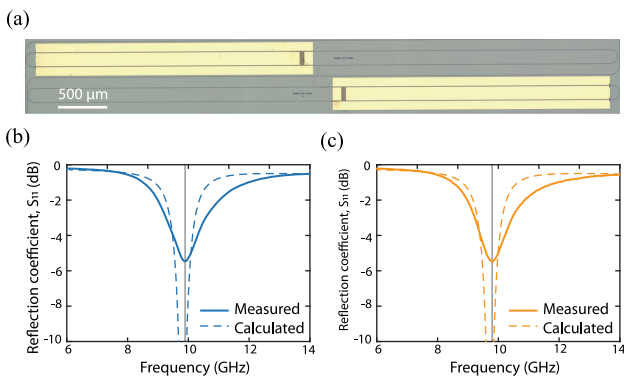 (a)
500 μm
(b)
(c)
Reflection coefficient, S₁₁ (dB)
0
-2
-4
-6
-8
-10
Measured
Calculated
6
8
10
12
14
Frequency (GHz)
Reflection coefficient, S₁₁ (dB)
0
-2
-4
-6
-8
-10
Measured
Calculated
6
8
10
12
14
Frequency (GHz)